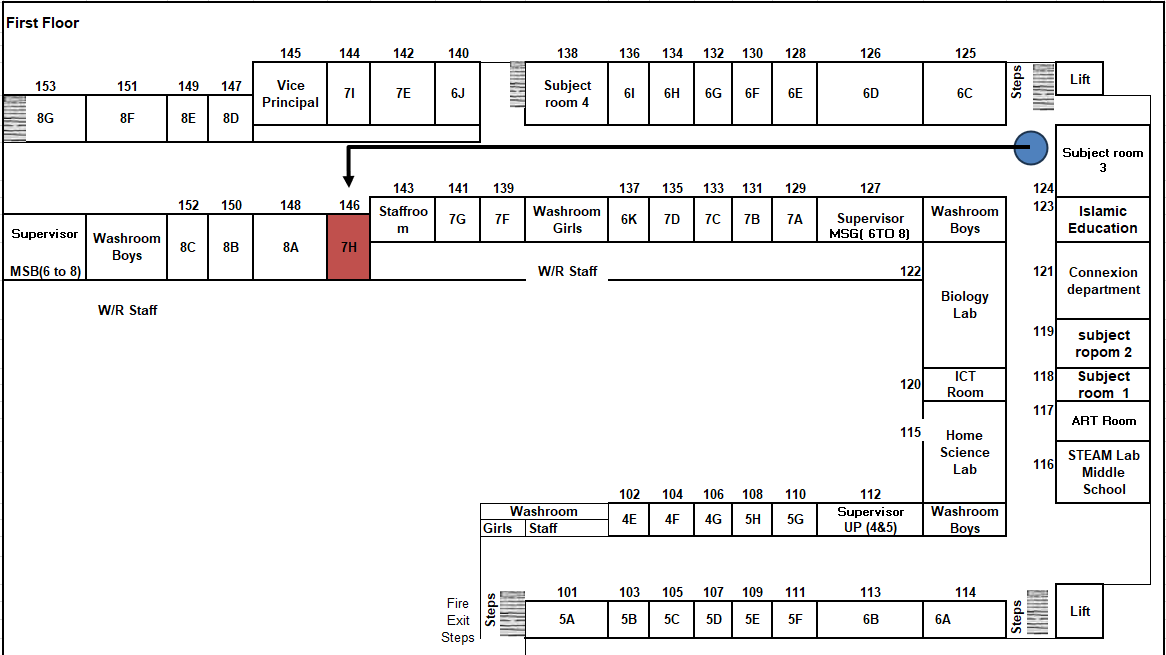 First Floor
145 144 142 140 138 136 134 132 130 128 126 125
Vice
Principal
7I 7E 6J
Subject
room 4
6I 6H 6G 6F 6E 6D 6C
Steps
Lift
153 151 149 147
8G 8F 8E 8D
Subject room
3
124
152 150 148 146 143 141 139 137 135 133 131 129 127
123
Supervisor
MSB(6 to 8)
Washroom
Boys
8C 8B 8A 7H
Staffroo
m
7G 7F
Washroom
Girls
6K 7D 7C 7B 7A
Supervisor
MSG( 6TO 8)
Washroom
Boys
Islamic
Education
W/R Staff
122
121
Connexion
department
W/R Staff
Biology
Lab
119
subject
ropom 2
120
ICT
Room
118
Subject
room 1
117
ART Room
115
Home
Science
Lab
116
STEAM Lab
Middle
School
102 104 106 108 110 112
Washroom
Girls Staff
4E 4F 4G 5H 5G
Supervisor
UP (4&5)
Washroom
Boys
101 103 105 107 109 111 113 114
Fire
Exit
Steps
Steps
5A 5B 5C 5D 5E 5F 6B 6A
Steps
Lift